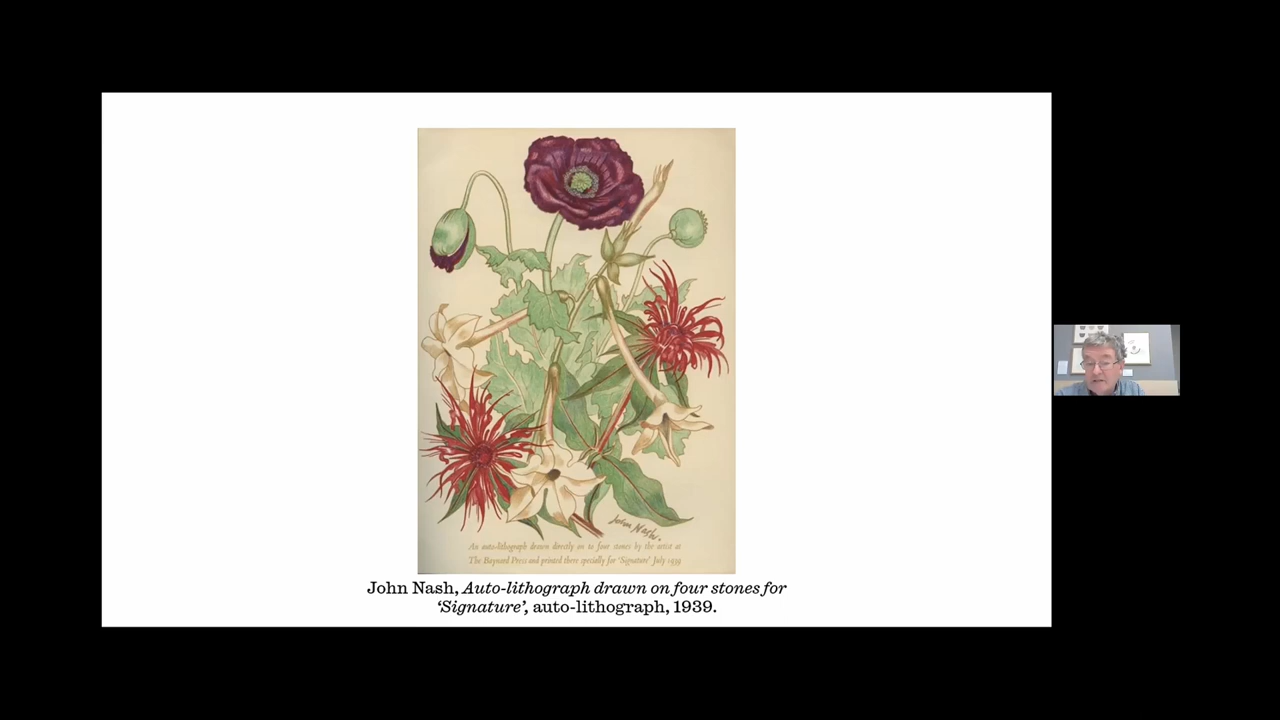 John Nash.
An auto-lithograph drawn directly on to four stones by the artist at
The Baynard Press and printed there specially for 'Signature' July 1939
John Nash, Auto-lithograph drawn on four stones for
‘Signature’, auto-lithograph, 1939.